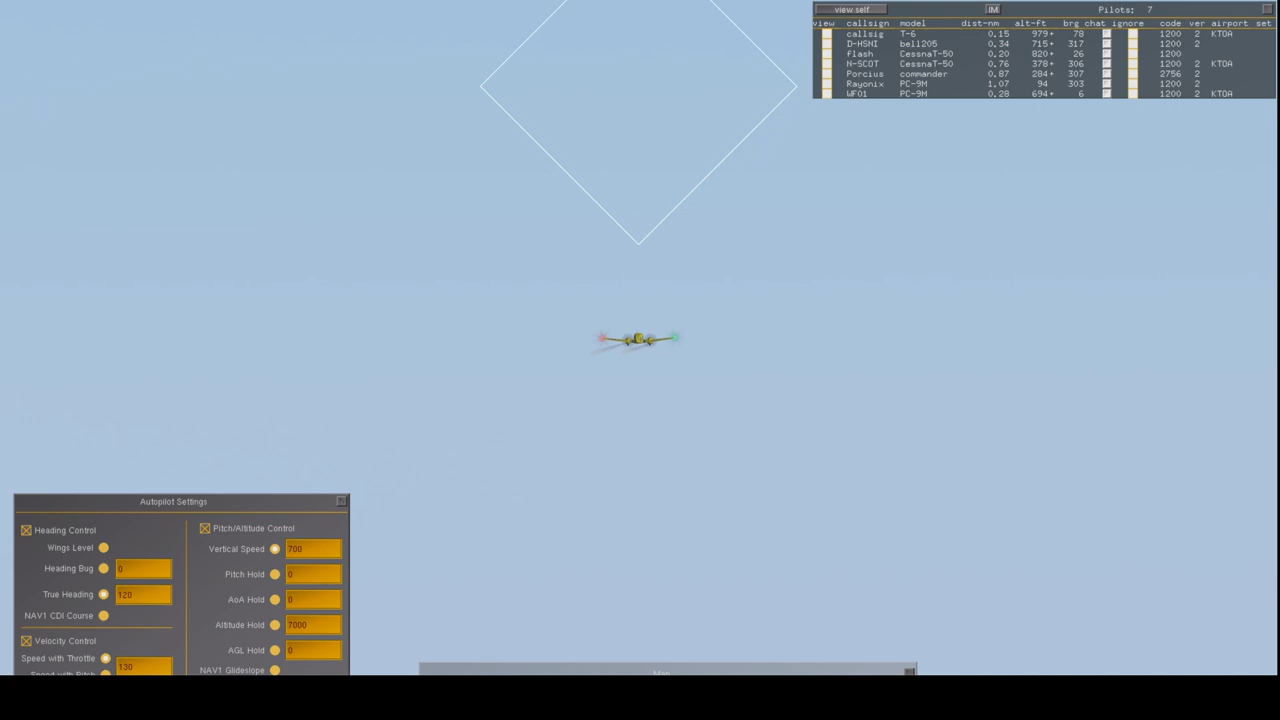 view self IM Pilots: 7
view callsign model dist-nm alt-ft brg chat ignore code ver airport set
callsig T-6 0.15 979+ 78 1200 2 KTOA
D-HSNI bell205 0.34 715+ 317 1200 2
flash CessnaT-50 0.20 820+ 26 1200
N-SCOT CessnaT-50 0.76 378+ 306 1200 2 KTOA
Porcius commander 0.87 284+ 307 2756 2
Rayonix PC-9M 1.07 94 303 1200 2
WF01 PC-9M 0.28 694+ 6 1200 2 KTOA
Autopilot Settings
Heading Control
Wings Level
Heading Bug 0
True Heading 120
NAV1 CDI Course
Velocity Control
Speed with Throttle 130
Speed with Pitch
Pitch/Altitude Control
Vertical Speed 700
Pitch Hold 0
AoA Hold 0
Altitude Hold 7000
AGL Hold 0
NAV1 Glideslope
Map